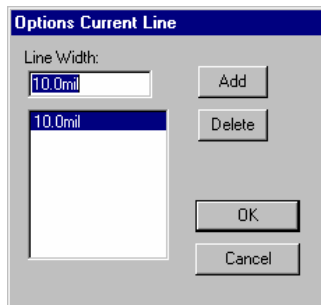 Options Current Line
Line Width:
10.0mil
Add
10.0mil
Delete
OK
Cancel